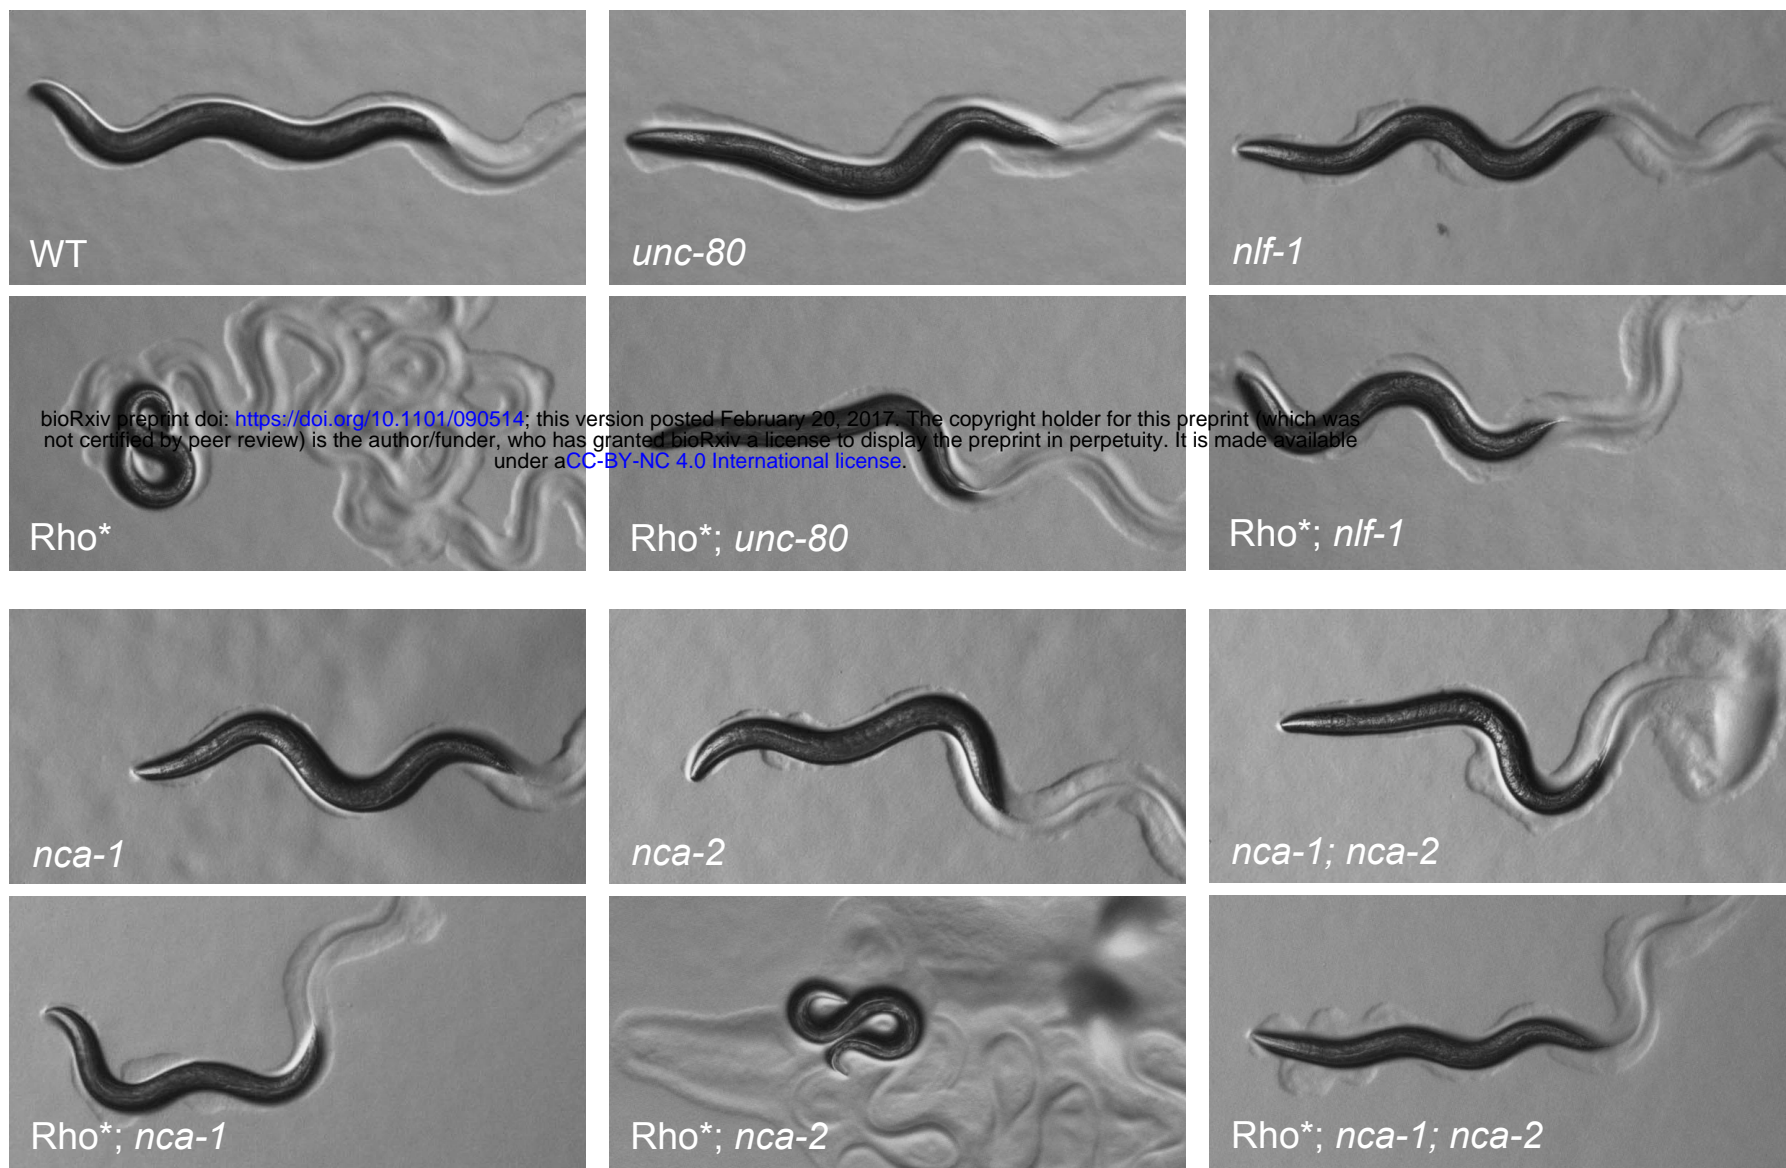 WT
unc-80
nlf-1
bioRxiv preprint doi: https://doi.org/10.1101/090514; this version posted February 20, 2017. The copyright holder for this preprint (which was
not certified by peer review) is the author/funder, who has granted bioRxiv a license to display the preprint in perpetuity. It is made available
under aCC-BY-NC 4.0 International license.
Rho*
Rho*; unc-80
Rho*; nlf-1
nca-1
nca-2
nca-1; nca-2
Rho*; nca-1
Rho*; nca-2
Rho*; nca-1; nca-2